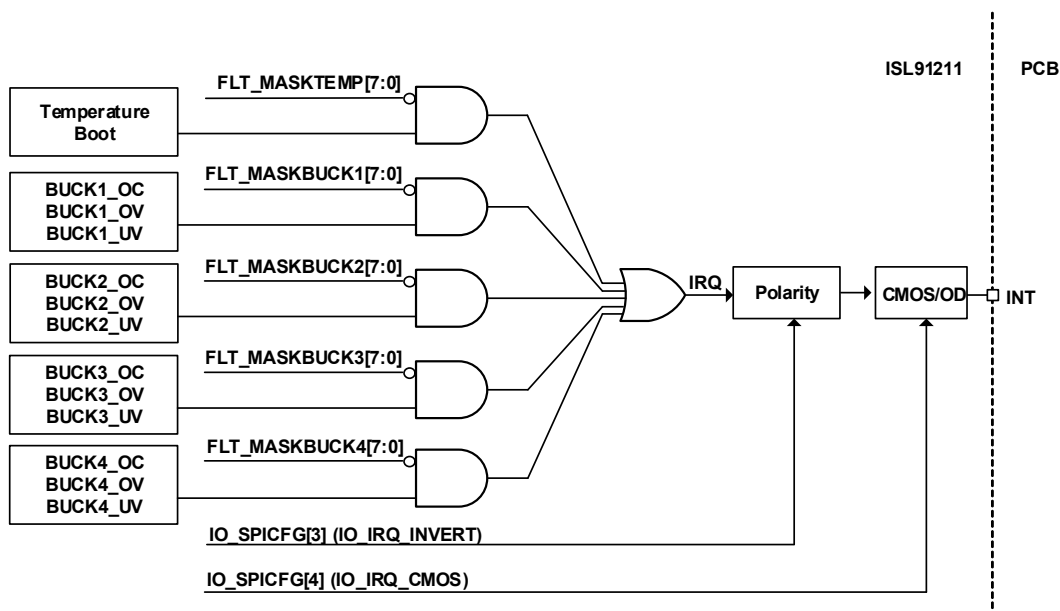 ISL91211
PCB
FLT_MASKTEMP[7:0]
Temperature
Boot
FLT_MASKBUCK1[7:0]
BUCK1_OC
BUCK1_OV
BUCK1_UV
FLT_MASKBUCK2[7:0]
BUCK2_OC
BUCK2_OV
BUCK2_UV
IRQ
Polarity
CMOS/OD
INT
FLT_MASKBUCK3[7:0]
BUCK3_OC
BUCK3_OV
BUCK3_UV
FLT_MASKBUCK4[7:0]
BUCK4_OC
BUCK4_OV
BUCK4_UV
IO_SPICFG[3] (IO_IRQ_INVERT)
IO_SPICFG[4] (IO_IRQ_CMOS)